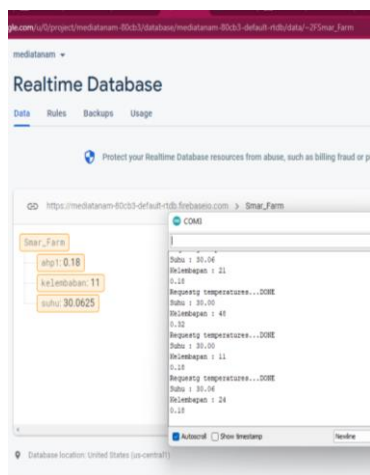 gle.com/u/0/project/mediatanam-80cb3/database/mediatanam-80cb3-default-rtdb/data/~2FSmar_Farm
mediatanam
Realtime Database
Data Rules Backups Usage
Protect your Realtime Database resources from abuse, such as billing fraud or p
https://mediatanam-80cb3-default-rtdb.firebaseio.com > Smar_Farm
Smar_Farm
ahp1: 0.18
kelembaban: 11
suhu: 30.0625
COM3
Suhu : 30.06
Kelembapan : 21
0.18
Requestg temperatures...DONE
Suhu : 30.00
Kelembapan : 48
0.32
Requestg temperatures...DONE
Suhu : 30.00
Kelembapan : 11
0.18
Requestg temperatures...DONE
Suhu : 30.06
Kelembapan : 24
0.18
Autoscroll Show timestamp Newline
Database location: United States (us-central1)